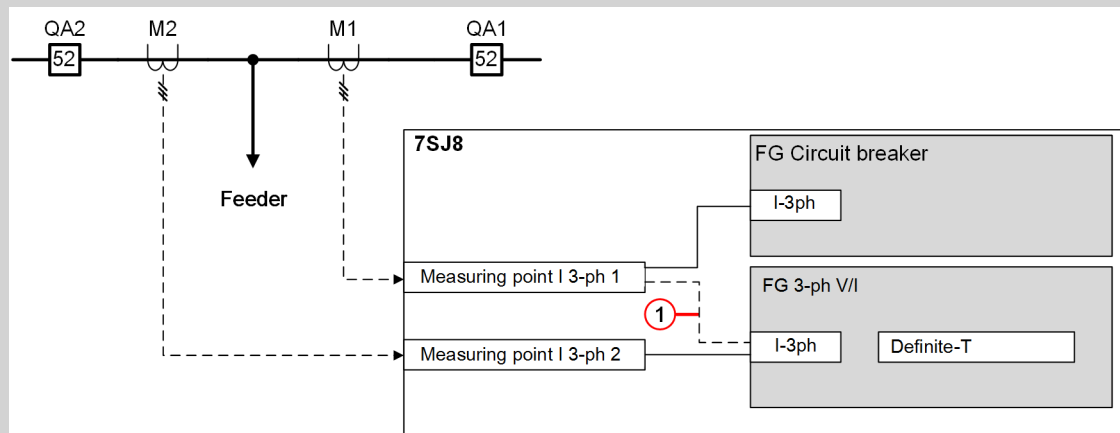 QA2 M2 M1 QA1
52 52
Feeder
7SJ8
FG Circuit breaker
I-3ph
Measuring point I 3-ph 1
FG 3-ph V/I
1
I-3ph Definite-T
Measuring point I 3-ph 2